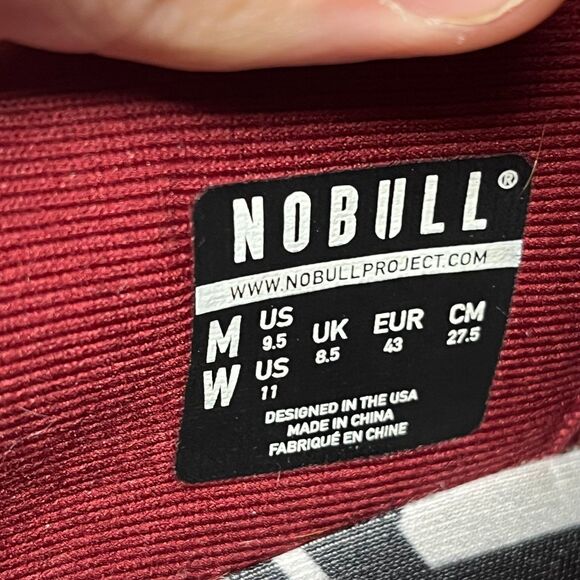 NOBULL®
WWW.NOBULLPROJECT.COM
M US 9.5 UK 8.5 EUR 43 CM 27.5
W US 11
DESIGNED IN THE USA
MADE IN CHINA
FABRIQUÉ EN CHINE